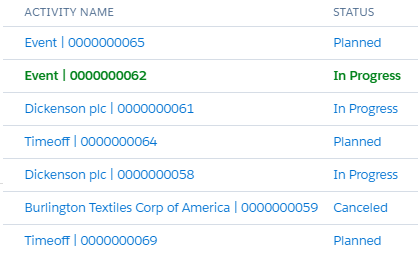 ACTIVITY NAME STATUS
Event | 0000000065 Planned
Event | 0000000062 In Progress
Dickenson plc | 0000000061 In Progress
Timeoff | 0000000064 Planned
Dickenson plc | 0000000058 In Progress
Burlington Textiles Corp of America | 0000000059 Canceled
Timeoff | 0000000069 Planned